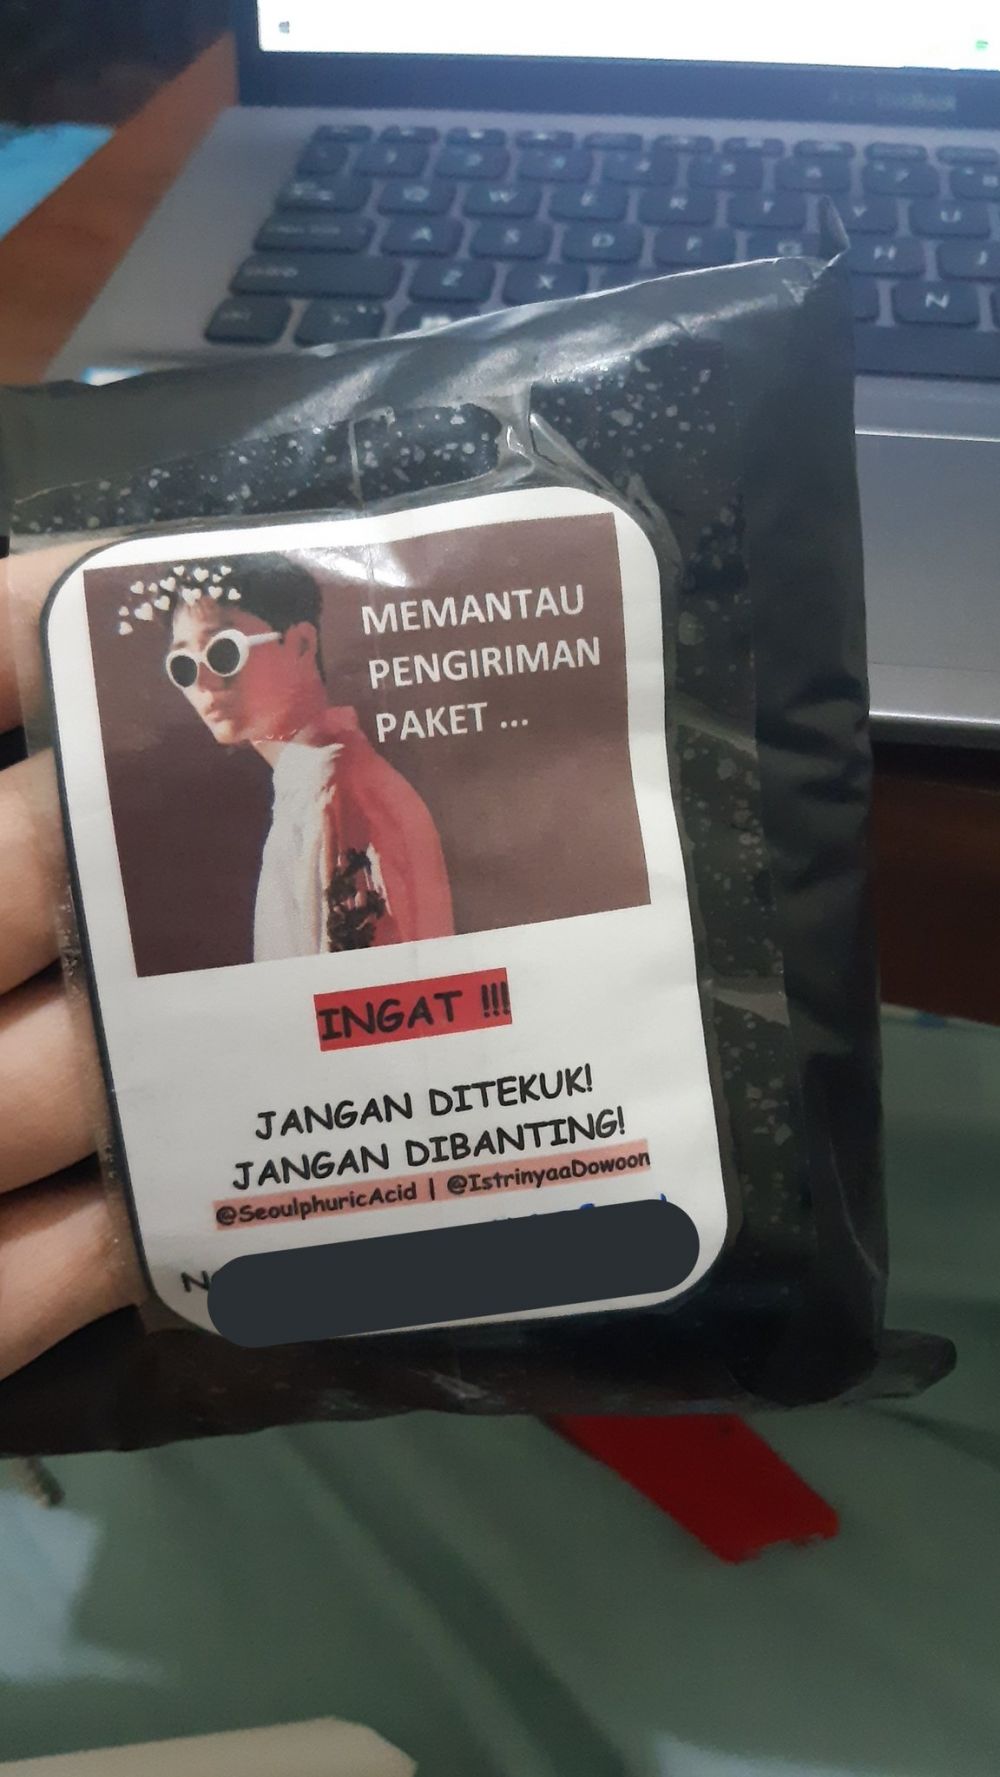 MEMANTAU
PENGIRIMAN
PAKET ...
INGAT !!!
JANGAN DITEKUK!
JANGAN DIBANTING!
@SeoulphuricAcid | @IstrinyaaDowoon
Q W E R T Y U
A S D F G H J
Z X N